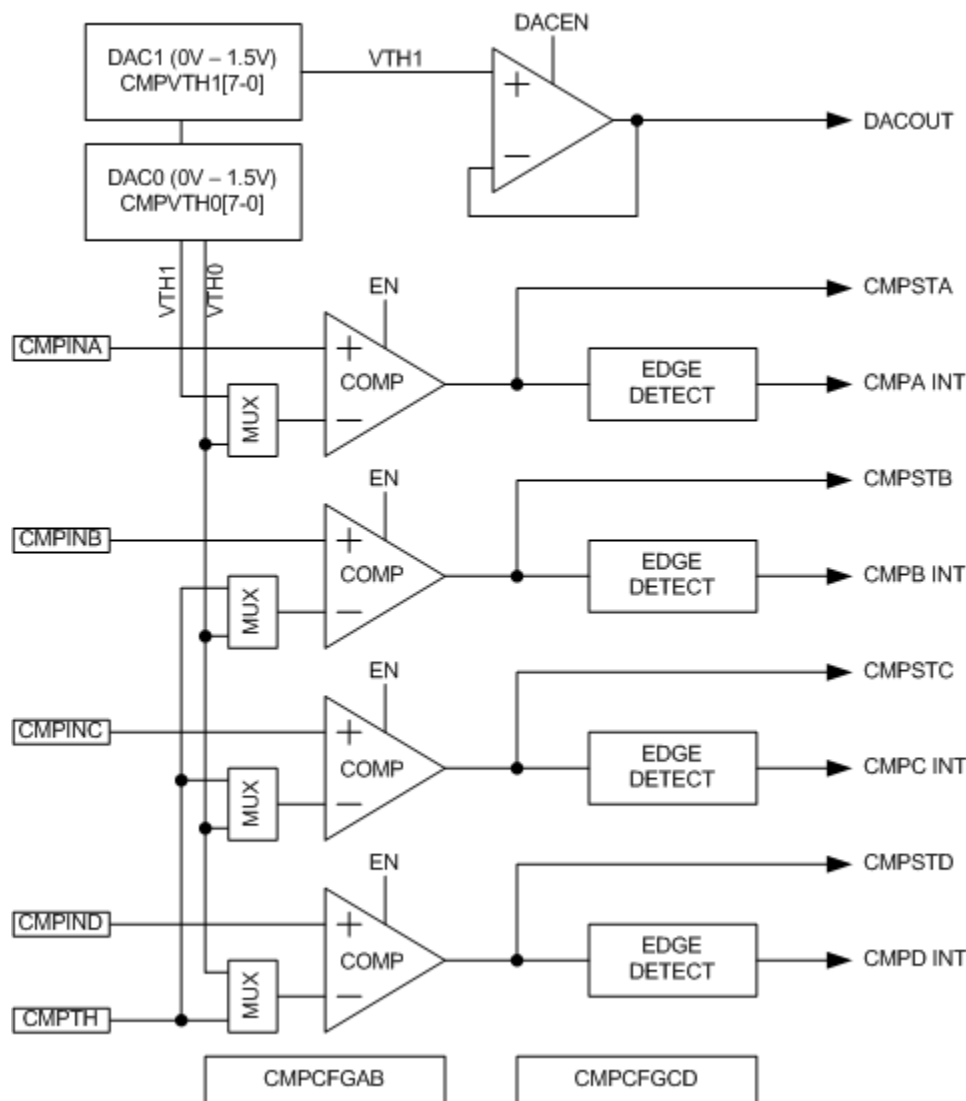 DACEN
DAC1 (0V – 1.5V)
CMPVTH1[7-0]
VTH1
+
−
DACOUT
DAC0 (0V – 1.5V)
CMPVTH0[7-0]
VTH1
VTH0
EN
CMPSTA
CMPINA
+
COMP
−
MUX
EDGE
DETECT
CMPA INT
EN
CMPSTB
CMPINB
+
COMP
−
MUX
EDGE
DETECT
CMPB INT
EN
CMPSTC
CMPINC
+
COMP
−
MUX
EDGE
DETECT
CMPC INT
EN
CMPSTD
CMPIND
+
COMP
−
MUX
EDGE
DETECT
CMPD INT
CMPTH
CMPCFGAB
CMPCFGCD